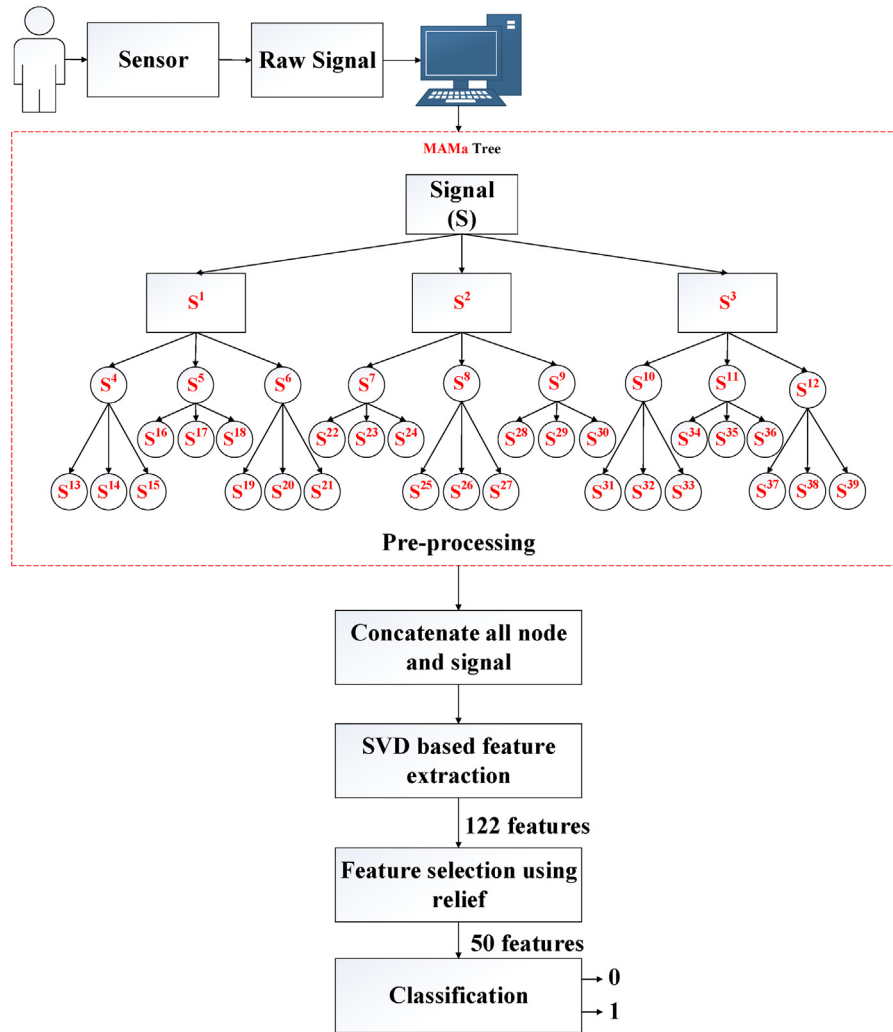 Sensor
Raw Signal
MAMa Tree
Signal
(S)
S¹
S²
S³
S⁴
S⁵
S⁶
S⁷
S⁸
S⁹
S¹⁰
S¹¹
S¹²
S¹⁶
S¹⁷
S¹⁸
S²²
S²³
S²⁴
S²⁸
S²⁹
S³⁰
S³⁴
S³⁵
S³⁶
S¹³
S¹⁴
S¹⁵
S¹⁹
S²⁰
S²¹
S²⁵
S²⁶
S²⁷
S³¹
S³²
S³³
S³⁷
S³⁸
S³⁹
Pre-processing
Concatenate all node
and signal
SVD based feature
extraction
122 features
Feature selection using
relief
50 features
Classification
0
1